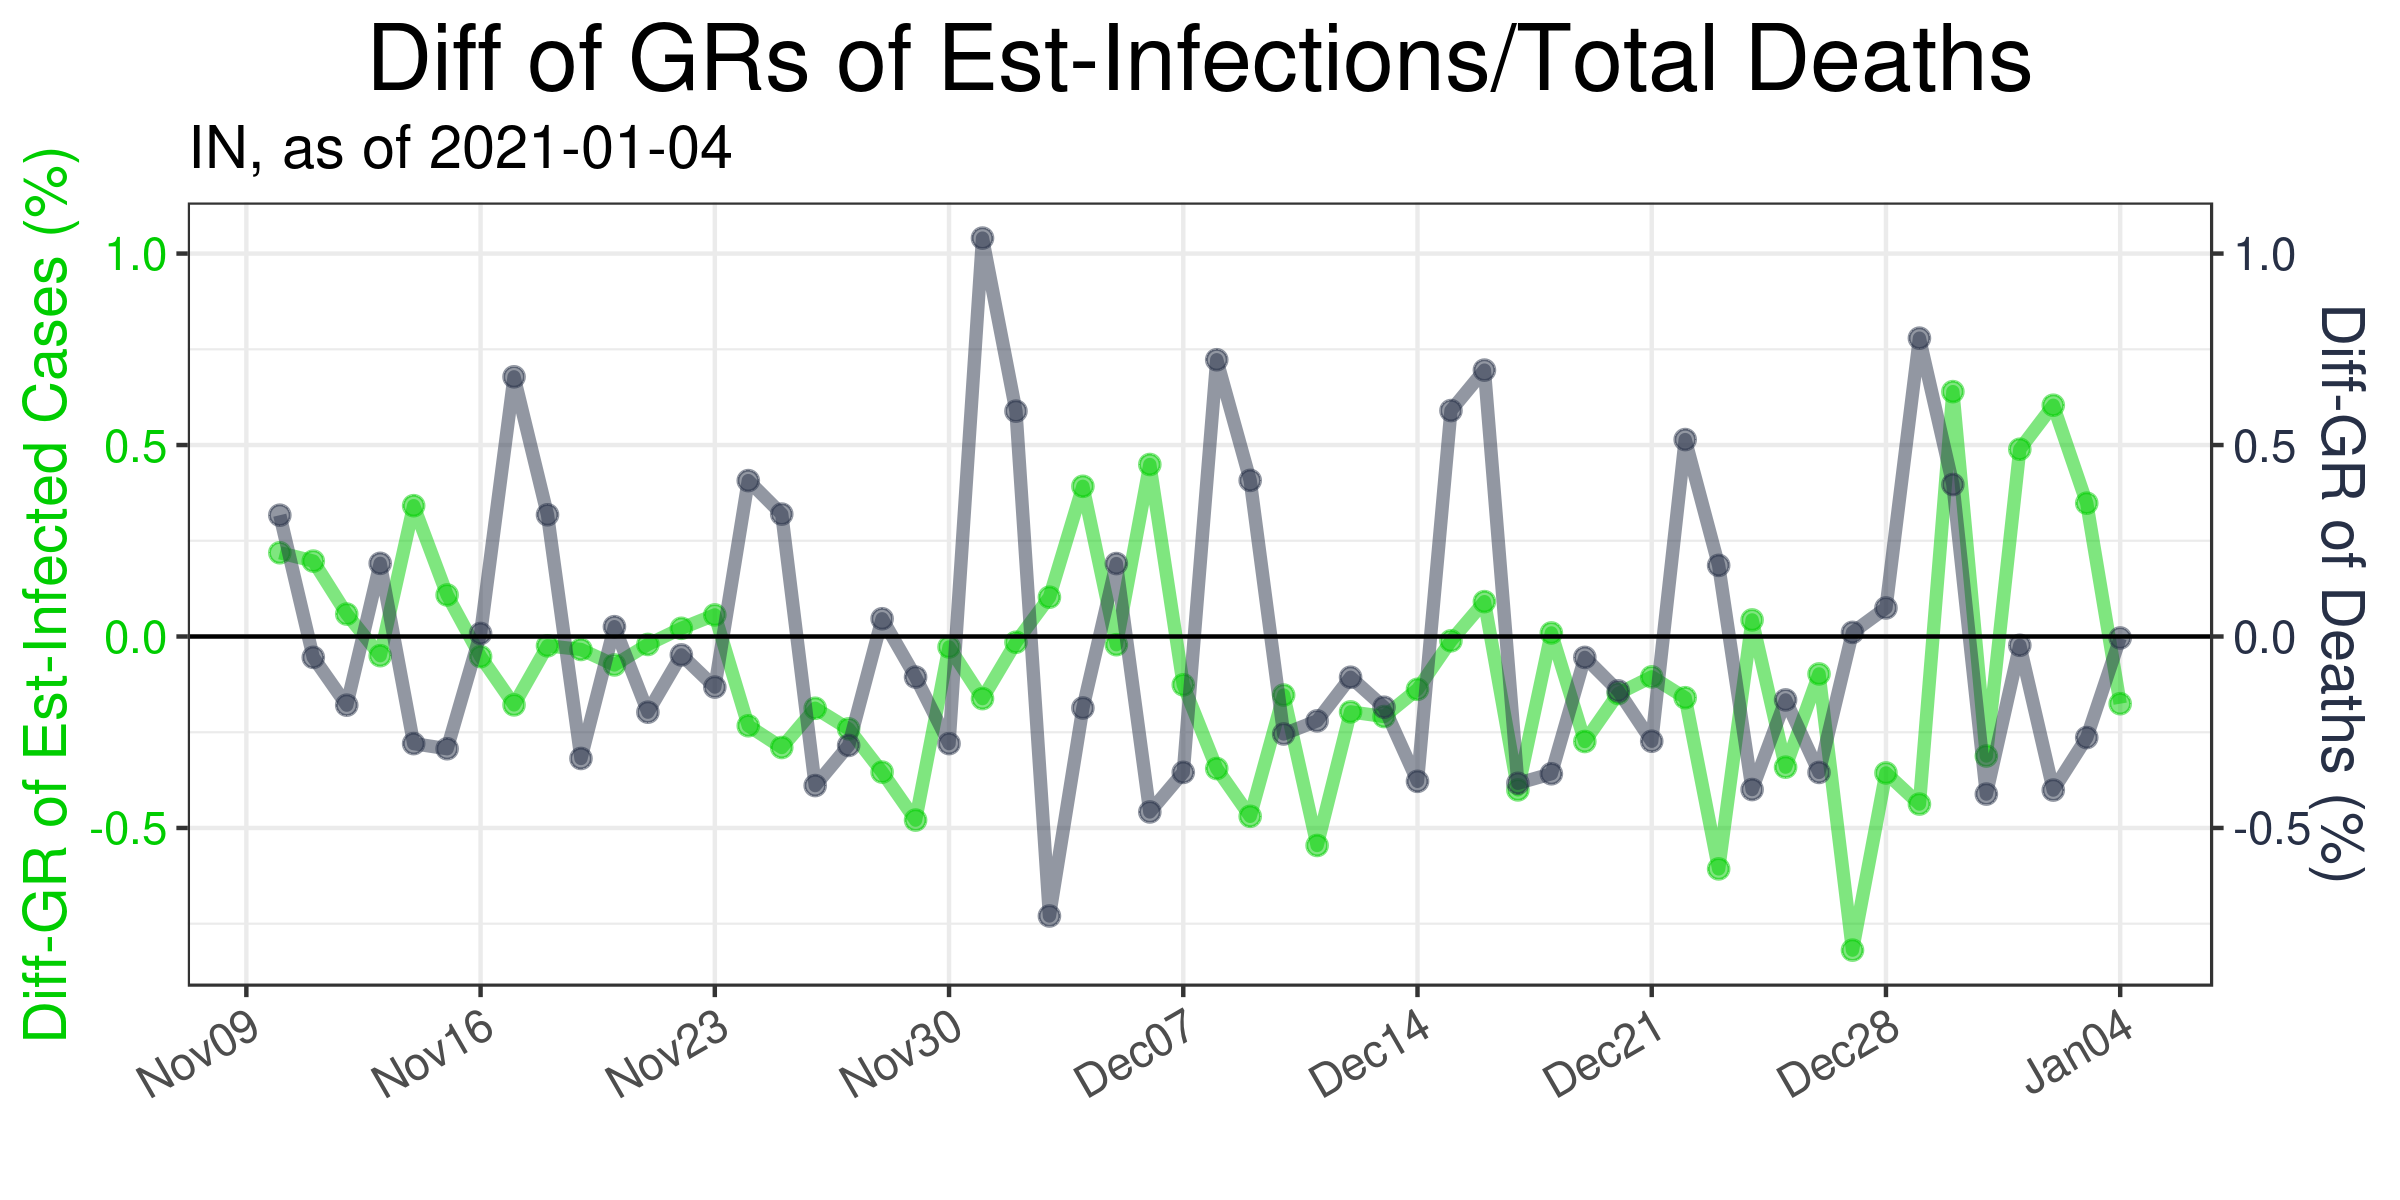 Diff of GRs of Est-Infections/Total Deaths
IN, as of 2021-01-04
Diff-GR of Est-Infected Cases (%)
1.0
0.5
0.0
-0.5
1.0
0.5
0.0
-0.5
Diff-GR of Deaths (%)
Nov09
Nov16
Nov23
Nov30
Dec07
Dec14
Dec21
Dec28
Jan04